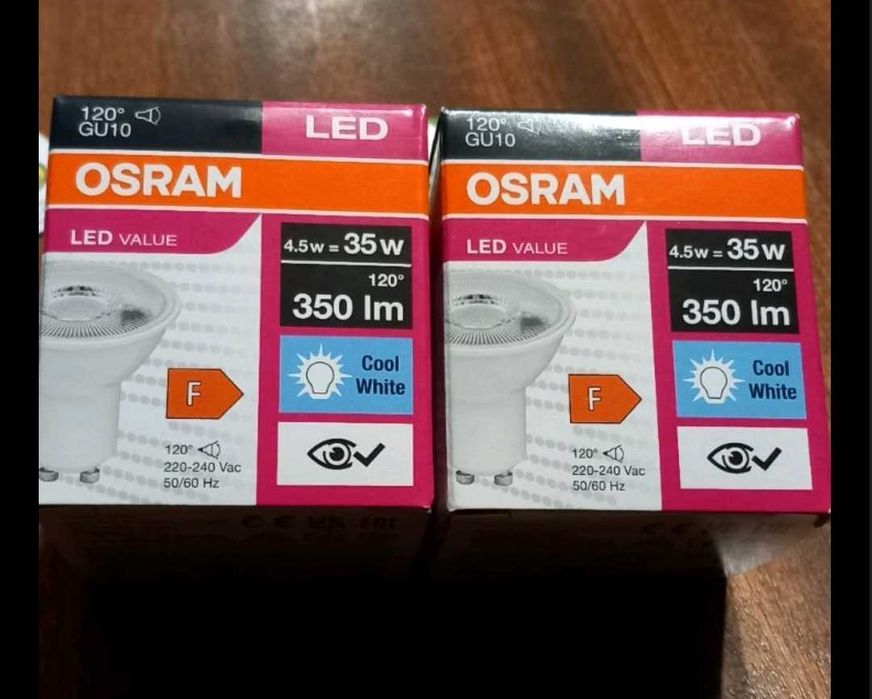 120°
GU10
LED
OSRAM
LED VALUE
4.5w = 35w
120°
350 lm
Cool
White
F
120°
220-240 Vac
50/60 Hz
120°
GU10
LED
OSRAM
LED VALUE
4.5w = 35w
120°
350 lm
Cool
White
F
120°
220-240 Vac
50/60 Hz